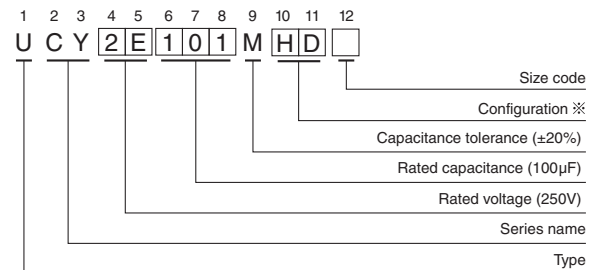 1 2 3 4 5 6 7 8 9 10 11 12
U C Y 2 E 1 0 1 M H D
Size code
Configuration ※
Capacitance tolerance (±20%)
Rated capacitance (100µF)
Rated voltage (250V)
Series name
Type